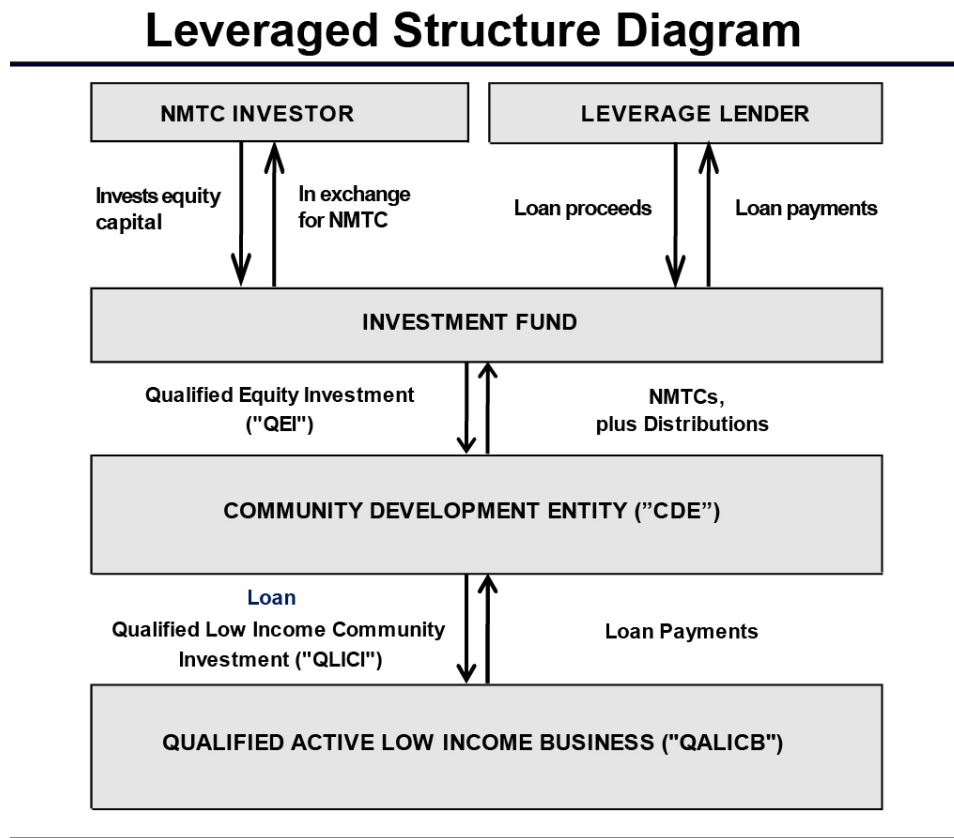 Leveraged Structure Diagram
NMTC INVESTOR
LEVERAGE LENDER
Invests equity
capital
In exchange
for NMTC
Loan proceeds
Loan payments
INVESTMENT FUND
Qualified Equity Investment
("QEI")
NMTCs,
plus Distributions
COMMUNITY DEVELOPMENT ENTITY (”CDE”)
Loan
Qualified Low Income Community
Investment ("QLICI")
Loan Payments
QUALIFIED ACTIVE LOW INCOME BUSINESS ("QALICB")